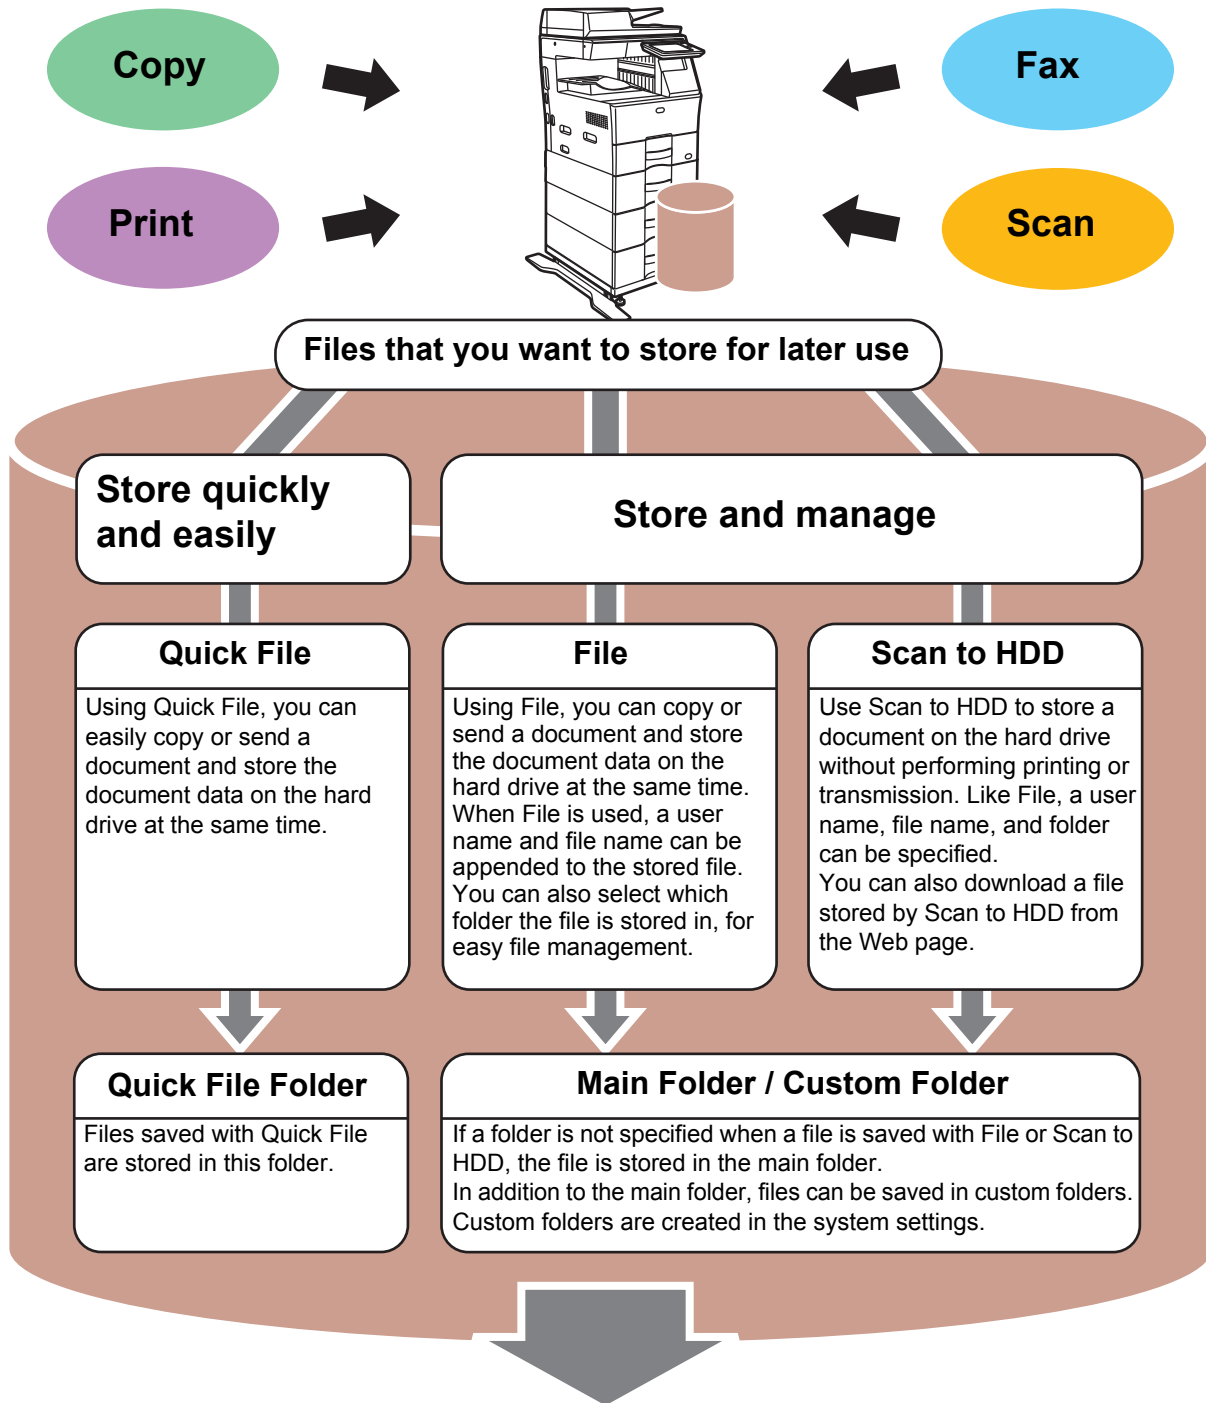 Copy
Fax
Print
Scan
Files that you want to store for later use
Store quickly
and easily
Store and manage
Quick File
Using Quick File, you can
easily copy or send a
document and store the
document data on the hard
drive at the same time.
File
Using File, you can copy or
send a document and store
the document data on the
hard drive at the same time.
When File is used, a user
name and file name can be
appended to the stored file.
You can also select which
folder the file is stored in, for
easy file management.
Scan to HDD
Use Scan to HDD to store a
document on the hard drive
without performing printing or
transmission. Like File, a user
name, file name, and folder
can be specified.
You can also download a file
stored by Scan to HDD from
the Web page.
Quick File Folder
Files saved with Quick File
are stored in this folder.
Main Folder / Custom Folder
If a folder is not specified when a file is saved with File or Scan to
HDD, the file is stored in the main folder.
In addition to the main folder, files can be saved in custom folders.
Custom folders are created in the system settings.